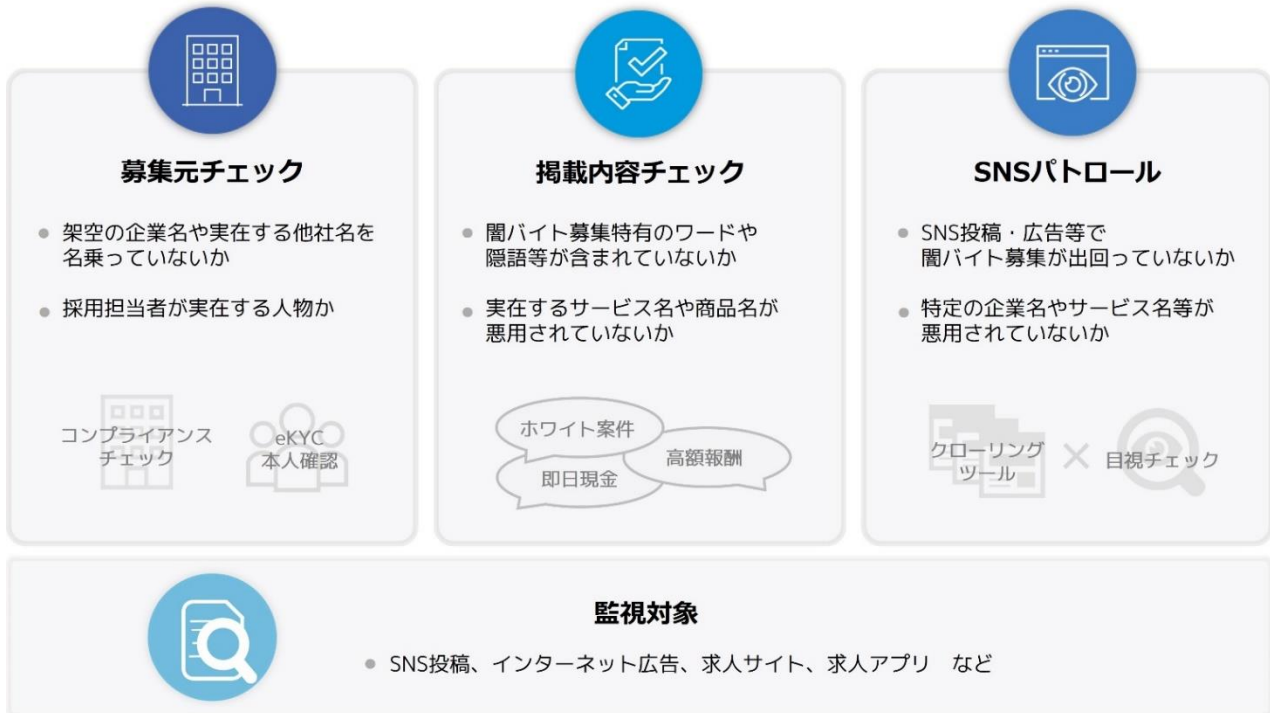 募集元チェック
● 架空の企業名や実在する他社名を
名乗っていないか
● 採用担当者が実在する人物か
コンプライアンス
チェック
eKYC
本人確認
掲載内容チェック
● 闇バイト募集特有のワードや
隠語等が含まれていないか
● 実在するサービス名や商品名が
悪用されていないか
ホワイト案件
高額報酬
即日現金
SNSパトロール
● SNS投稿・広告等で
闇バイト募集が出回っていないか
● 特定の企業名やサービス名等が
悪用されていないか
クローリング
ツール
×
目視チェック
監視対象
● SNS投稿、インターネット広告、求人サイト、求人アプリ　など